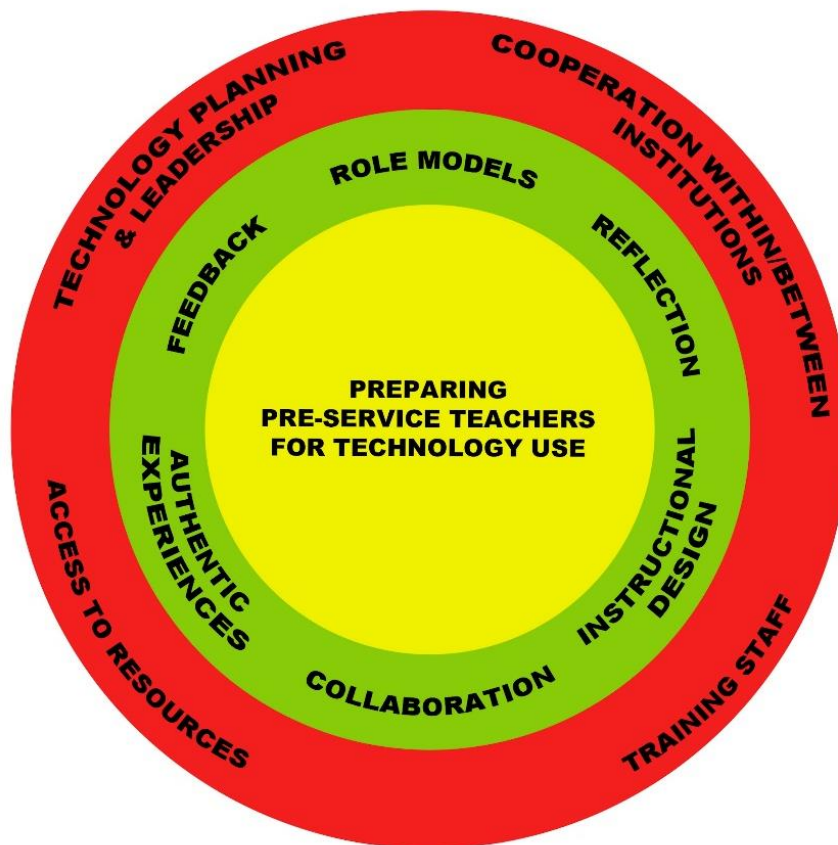 TECHNOLOGY PLANNING
& LEADERSHIP
COOPERATION WITHIN/BETWEEN
INSTITUTIONS
ROLE MODELS
FEEDBACK
REFLECTION
PREPARING
PRE-SERVICE TEACHERS
FOR TECHNOLOGY USE
AUTHENTIC
EXPERIENCES
INSTRUCTIONAL
DESIGN
COLLABORATION
ACCESS TO RESOURCES
TRAINING STAFF